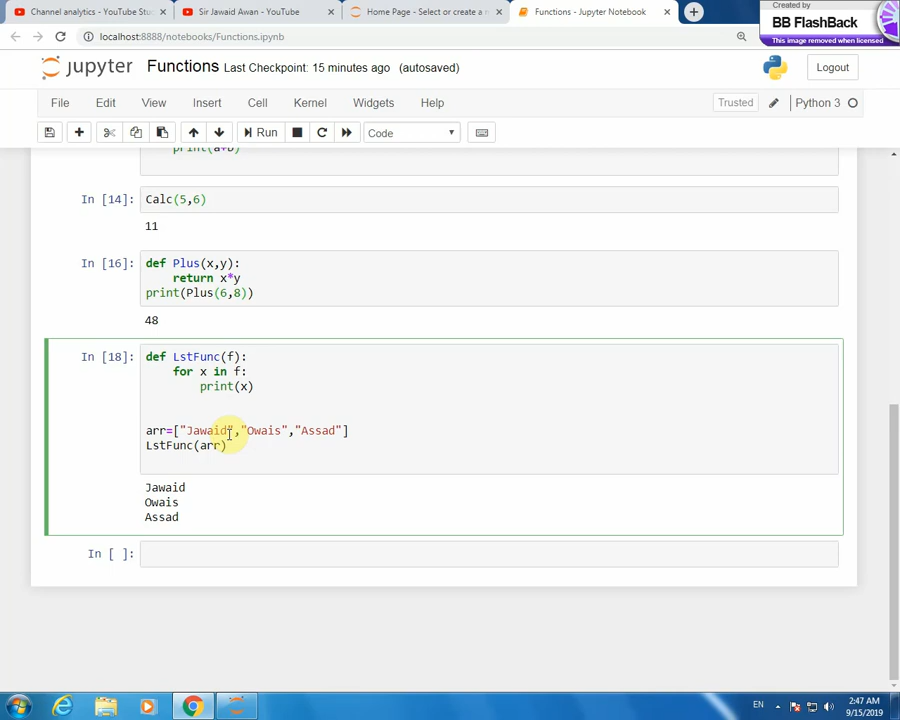 Channel analytics - YouTube Stu
Sir Jawaid Awan - YouTube
Home Page - Select or create a n
Functions - Jupyter Notebook
Created by
BB FlashBack
This image removed when licensed
localhost:8888/notebooks/Functions.ipynb
jupyter Functions Last Checkpoint: 15 minutes ago (autosaved)
Logout
File Edit View Insert Cell Kernel Widgets Help
Trusted
Python 3
Run
Code
print(a+b)
In [14]: Calc(5,6)
11
In [16]: def Plus(x,y):
return x*y
print(Plus(6,8))
48
In [18]: def LstFunc(f):
for x in f:
print(x)
arr=["Jawaid","Owais","Assad"]
LstFunc(arr)
Jawaid
Owais
Assad
In [ ]:
EN
2:47 AM
9/15/2019